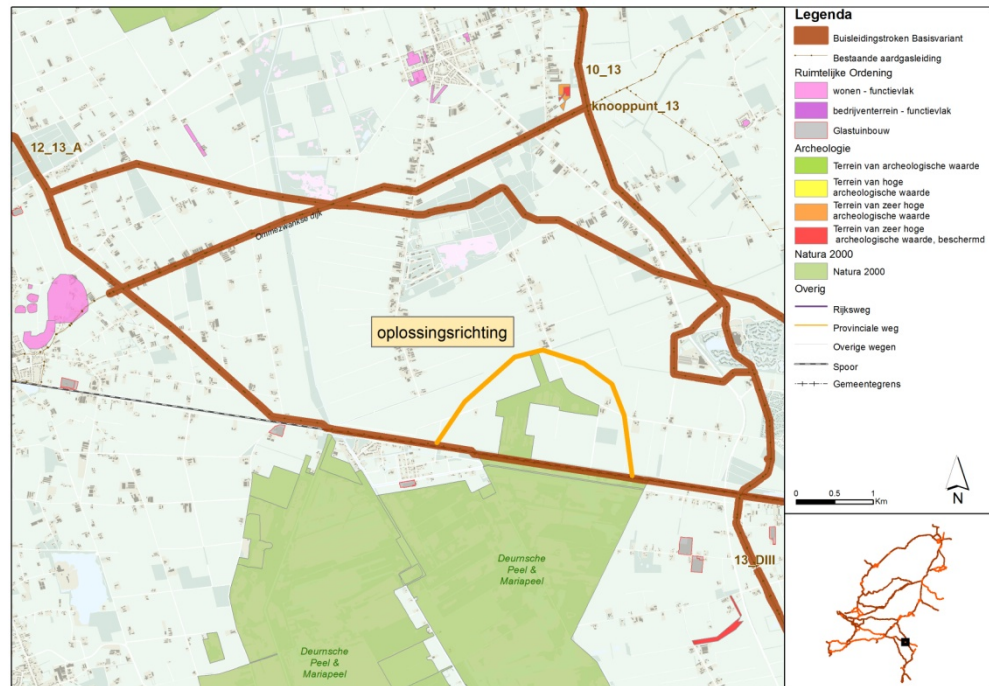 10_13
knooppunt_13
12_13_A
Ommezwankse dijk
oplossingsrichting
Deurnsche
Peel &
Mariapeel
13_DIII
Deurnsche
Peel &
Mariapeel
Legenda
Buisleidingstroken Basisvariant
Bestaande aardgasleiding
Ruimtelijke Ordening
wonen - functievlak
bedrijventerrein - functievlak
Glastuinbouw
Archeologie
Terrein van archeologische waarde
Terrein van hoge
archeologische waarde
Terrein van zeer hoge
archeologische waarde
Terrein van zeer hoge
archeologische waarde, beschermd
Natura 2000
Natura 2000
Overig
Rijksweg
Provinciale weg
Overige wegen
Spoor
Gemeentegrens
0 0.5 1
Km
N